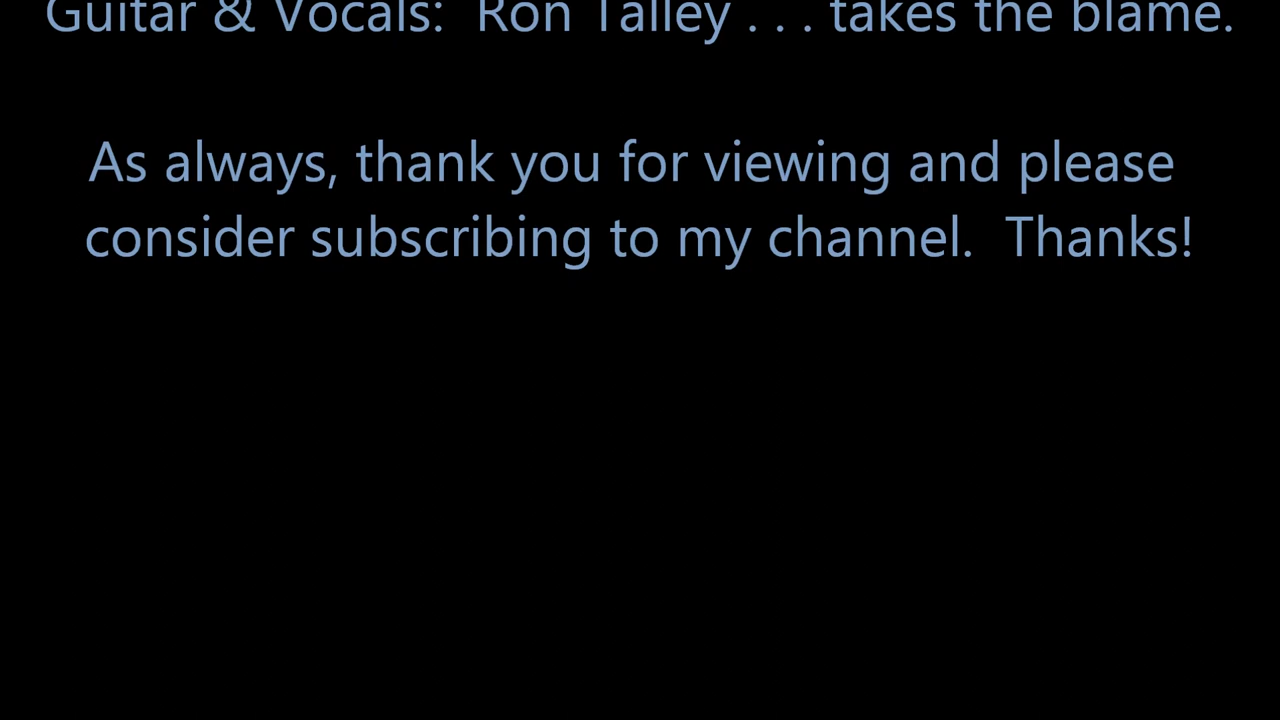 Guitar & Vocals:  Ron Talley . . . takes the blame.
As always, thank you for viewing and please
consider subscribing to my channel.  Thanks!